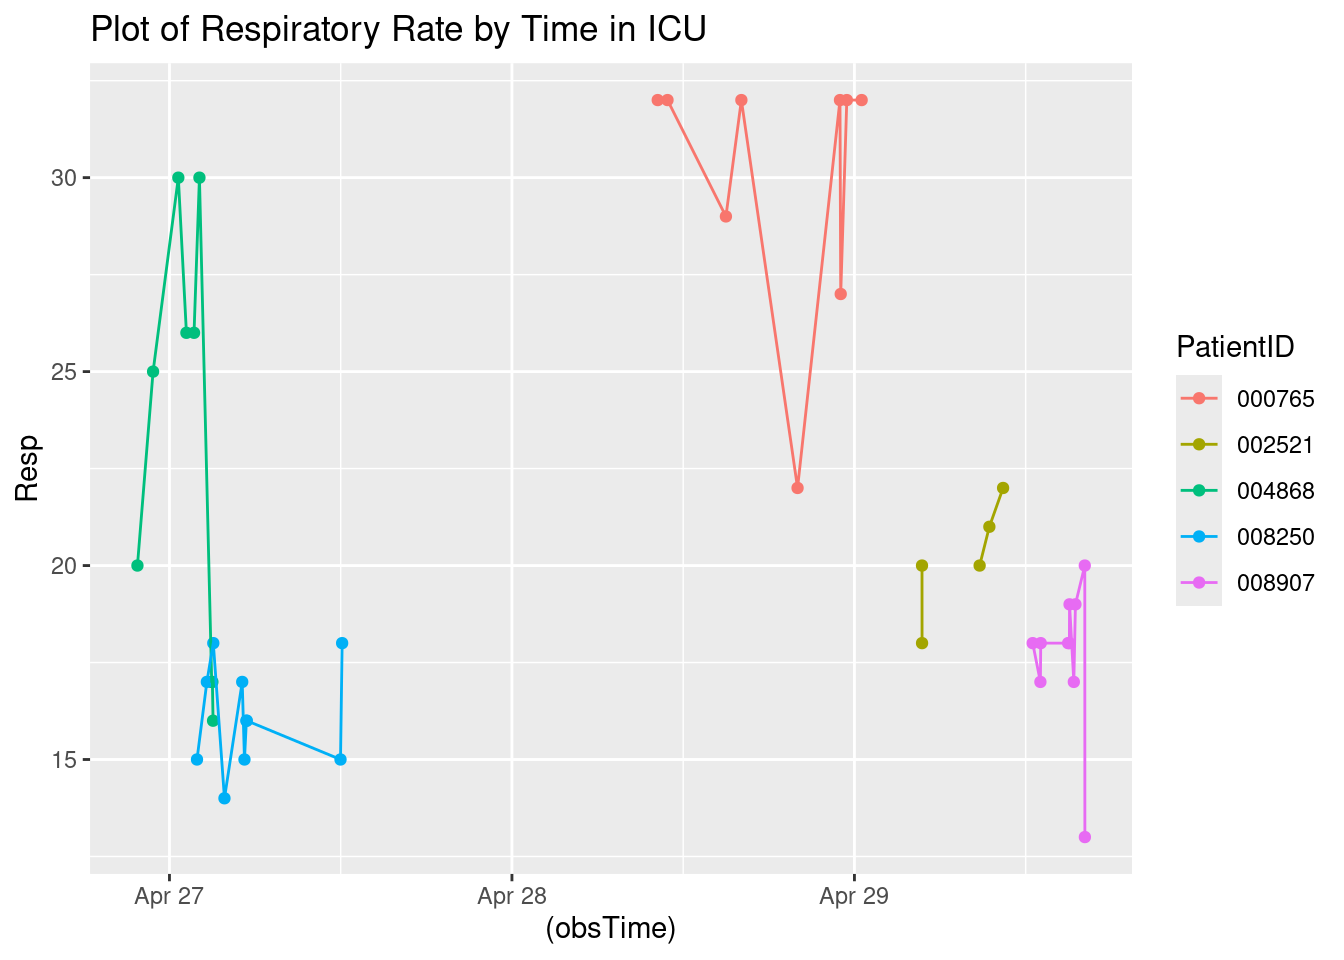 Plot of Respiratory Rate by Time in ICU
Resp
30
25
20
15
Apr 27
Apr 28
Apr 29
(obsTime)
PatientID
000765
002521
004868
008250
008907